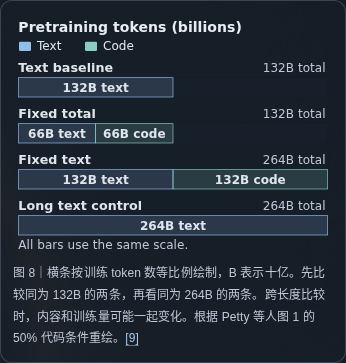 Pretraining tokens (billions)
Text Code
Text baseline 132B total
132B text
Fixed total 132B total
66B text 66B code
Fixed text 264B total
132B text 132B code
Long text control 264B total
264B text
All bars use the same scale.
图 8｜横条按训练 token 数等比例绘制，B 表示十亿。先比
较同为 132B 的两条，再看同为 264B 的两条。跨长度比较
时，内容和训练量可能一起变化。根据 Petty 等人图 1 的
50% 代码条件重绘。[9]